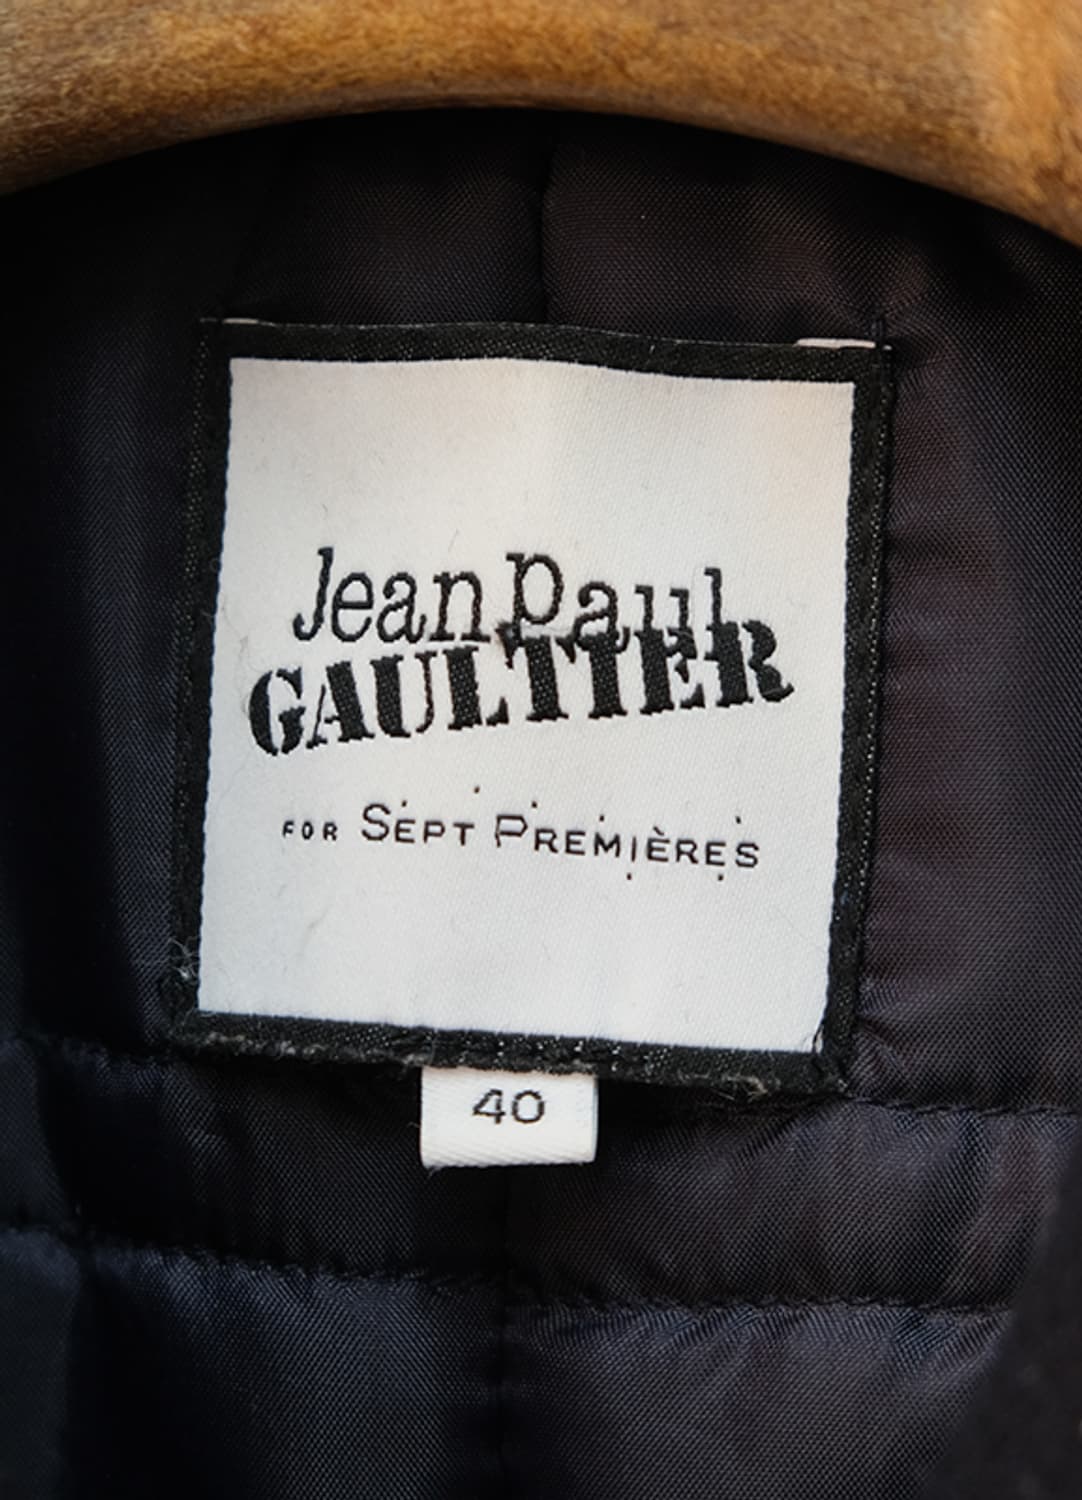 Jean Paul
GAULTIER
FOR SEPT PREMIÈRES
40